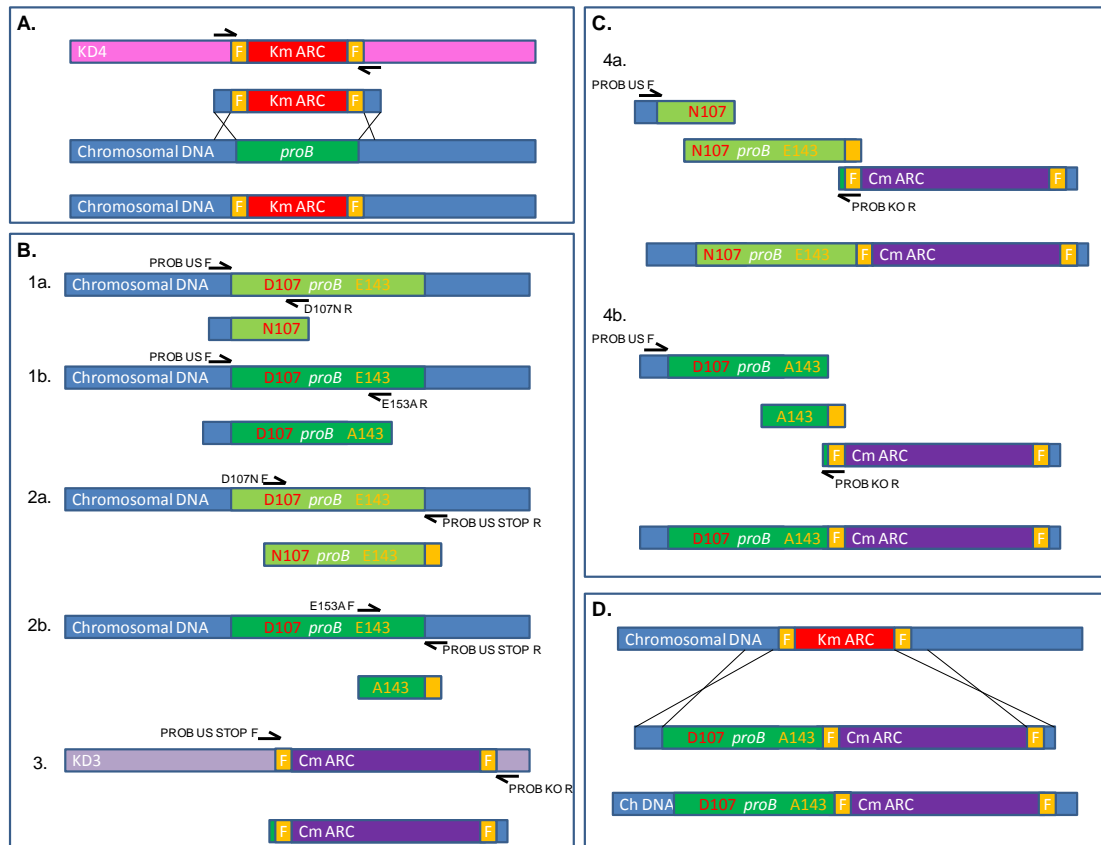 A.
KD4 F Km ARC F
F Km ARC F
Chromosomal DNA proB
Chromosomal DNA F Km ARC F
B.
PROB US F
1a. Chromosomal DNA D107 proB E143
D107N R
N107
PROB US F
1b. Chromosomal DNA D107 proB E143
E153A R
D107 proB A143
D107N F
2a. Chromosomal DNA D107 proB E143
PROB US STOP R
N107 proB E143
E153A F
2b. Chromosomal DNA D107 proB E143
PROB US STOP R
A143
PROB US STOP F
3. KD3 F Cm ARC F
PROB KO R
F Cm ARC F
C.
4a.
PROB US F
N107
N107 proB E143
F Cm ARC F
PROB KO R
N107 proB E143 F Cm ARC F
4b.
PROB US F
D107 proB A143
A143
F Cm ARC F
PROB KO R
D107 proB A143 F Cm ARC F
D.
Chromosomal DNA F Km ARC F
D107 proB A143 F Cm ARC F
Ch DNA D107 proB A143 F Cm ARC F